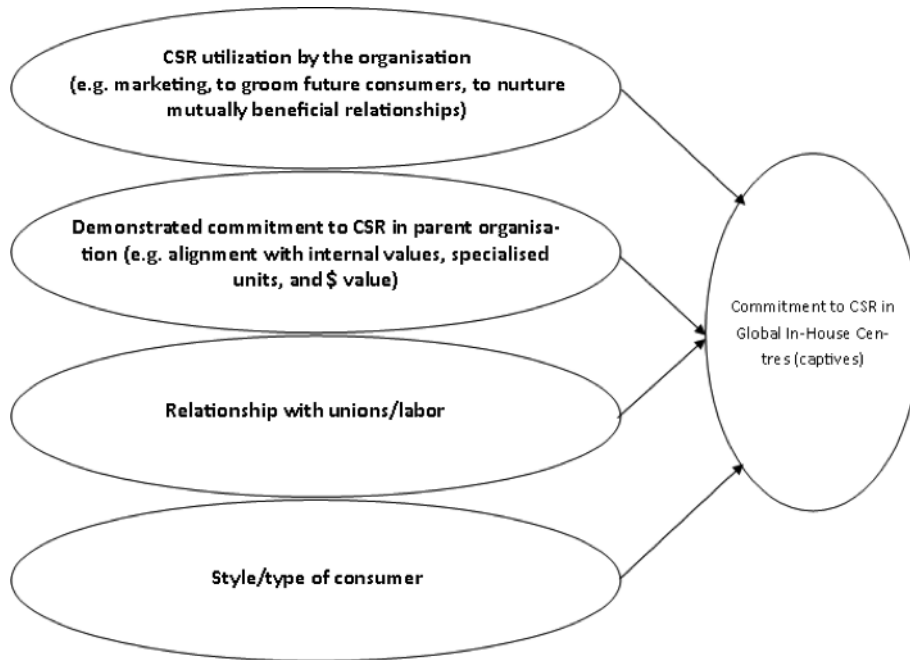 CSR utilization by the organisation
(e.g. marketing, to groom future consumers, to nurture
mutually beneficial relationships)
Demonstrated commitment to CSR in parent organisa-
tion (e.g. alignment with internal values, specialised
units, and $ value)
Relationship with unions/labor
Style/type of consumer
Commitment to CSR in
Global In-House Cen-
tres (captives)